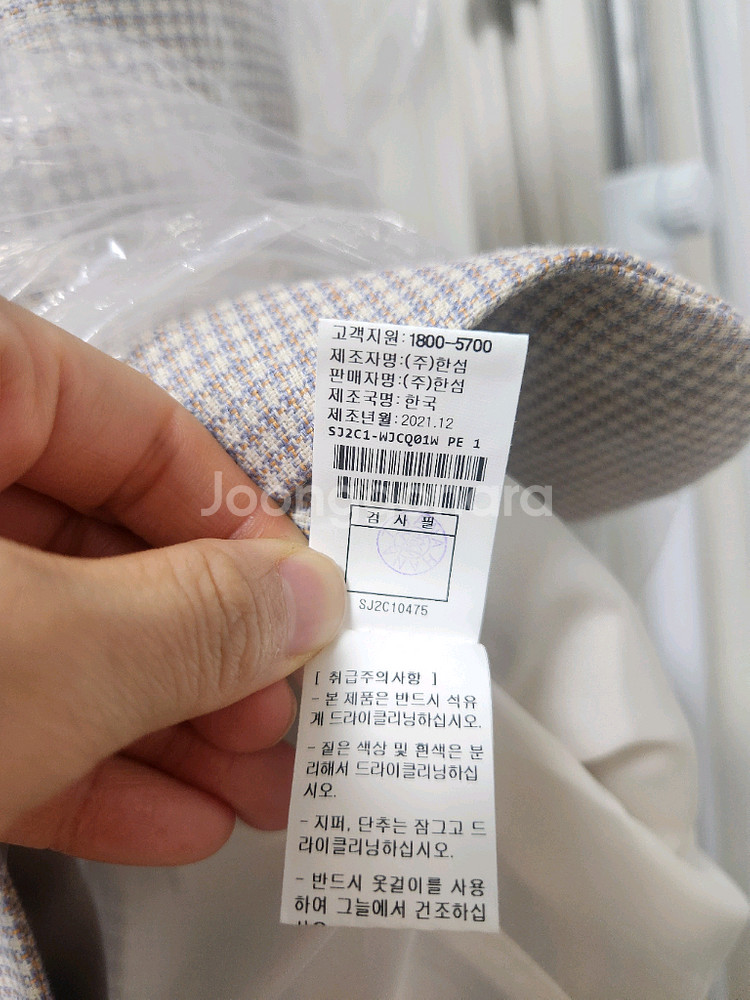 고객지원:1800-5700
제조자명:(주)한섬
판매자명:(주)한섬
제조국명:한국
제조년월:2021.12
SJ2C1-WJCQ01W PE 1
Joonggonara
검 사 필
SJ2C10475
[ 취급주의사항 ]
- 본 제품은 반드시 석유
계 드라이클리닝하십시오.
- 짙은 색상 및 흰색은 분
리해서 드라이클리닝하십
시오.
- 지퍼, 단추는 잠그고 드
라이클리닝하십시오.
- 반드시 옷걸이를 사용
하여 그늘에서 건조하십